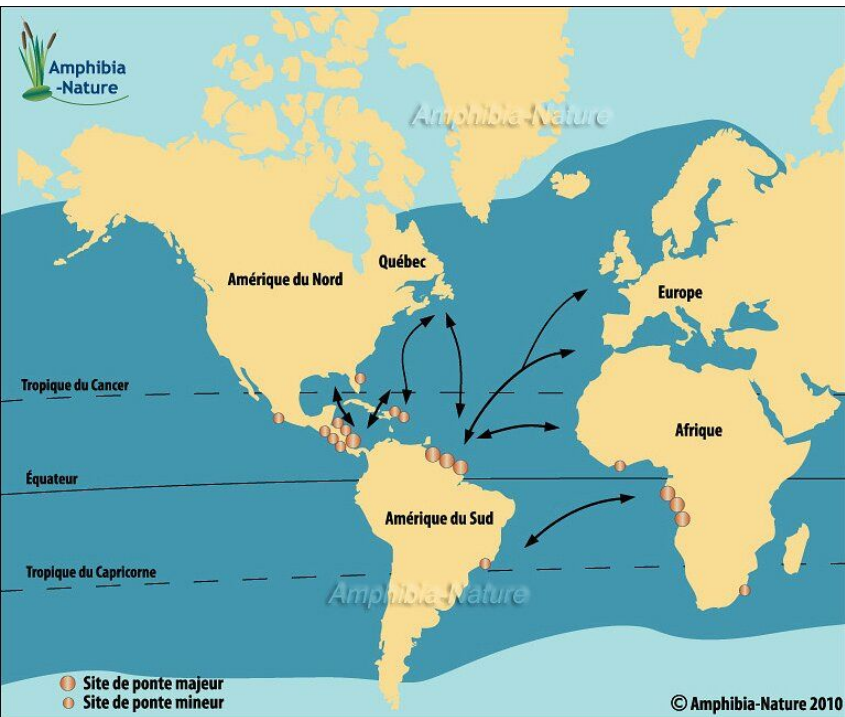 Amphibia
-Nature
Amphibia-Nature
Québec
Amérique du Nord
Europe
Tropique du Cancer
Afrique
Équateur
Amérique du Sud
Tropique du Capricorne
Amphibia-Nature
Site de ponte majeur
Site de ponte mineur
© Amphibia-Nature 2010